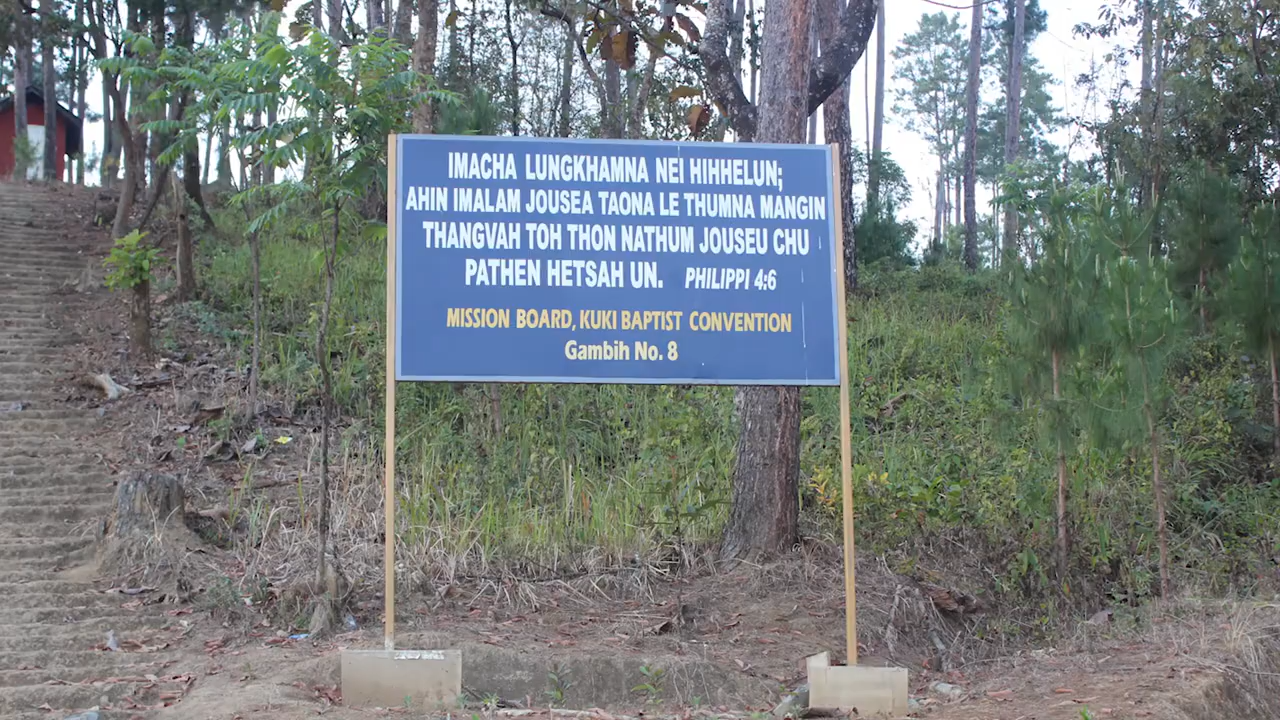 IMACHA LUNGKHAMNA NEI HIHHELUN;
AHIN IMALAM JOUSEA TAONA LE THUMNA MANGIN
THANGVAH TOH THON NATHUM JOUSEU CHU
PATHEN HETSAH UN. PHILIPPI 4:6
MISSION BOARD, KUKI BAPTIST CONVENTION
Gambih No. 8